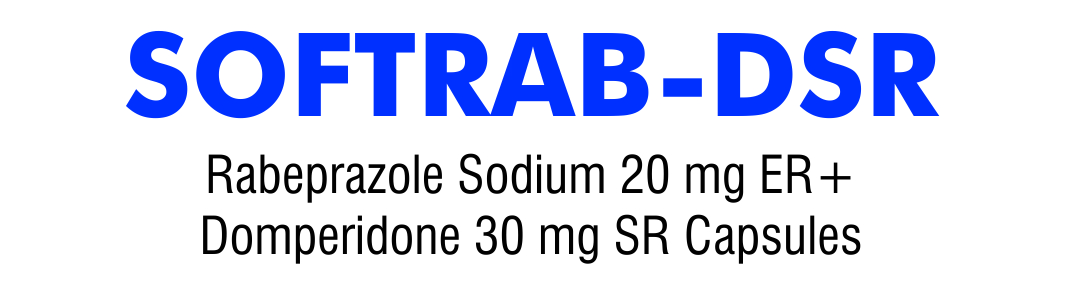 SOFTRAB-DSR
Rabeprazole Sodium 20 mg ER+
Domperidone 30 mg SR Capsules